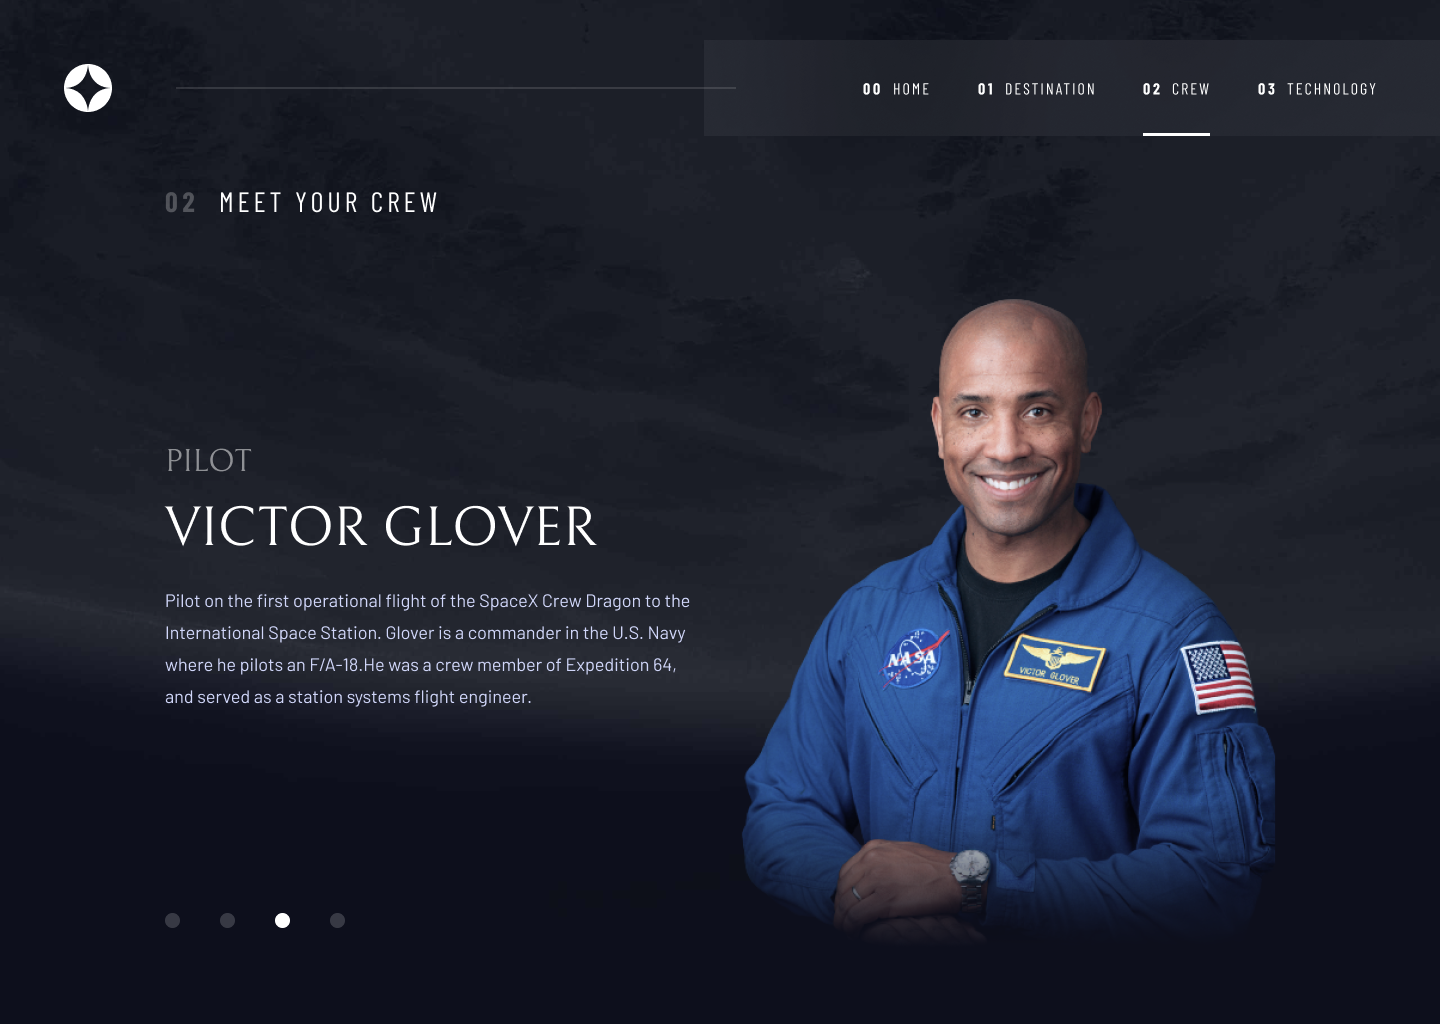 00 HOME 01 DESTINATION 02 CREW 03 TECHNOLOGY
02 MEET YOUR CREW
PILOT
VICTOR GLOVER
Pilot on the first operational flight of the SpaceX Crew Dragon to the
International Space Station. Glover is a commander in the U.S. Navy
where he pilots an F/A-18.He was a crew member of Expedition 64,
and served as a station systems flight engineer.
NASA
VICTOR GLOVER